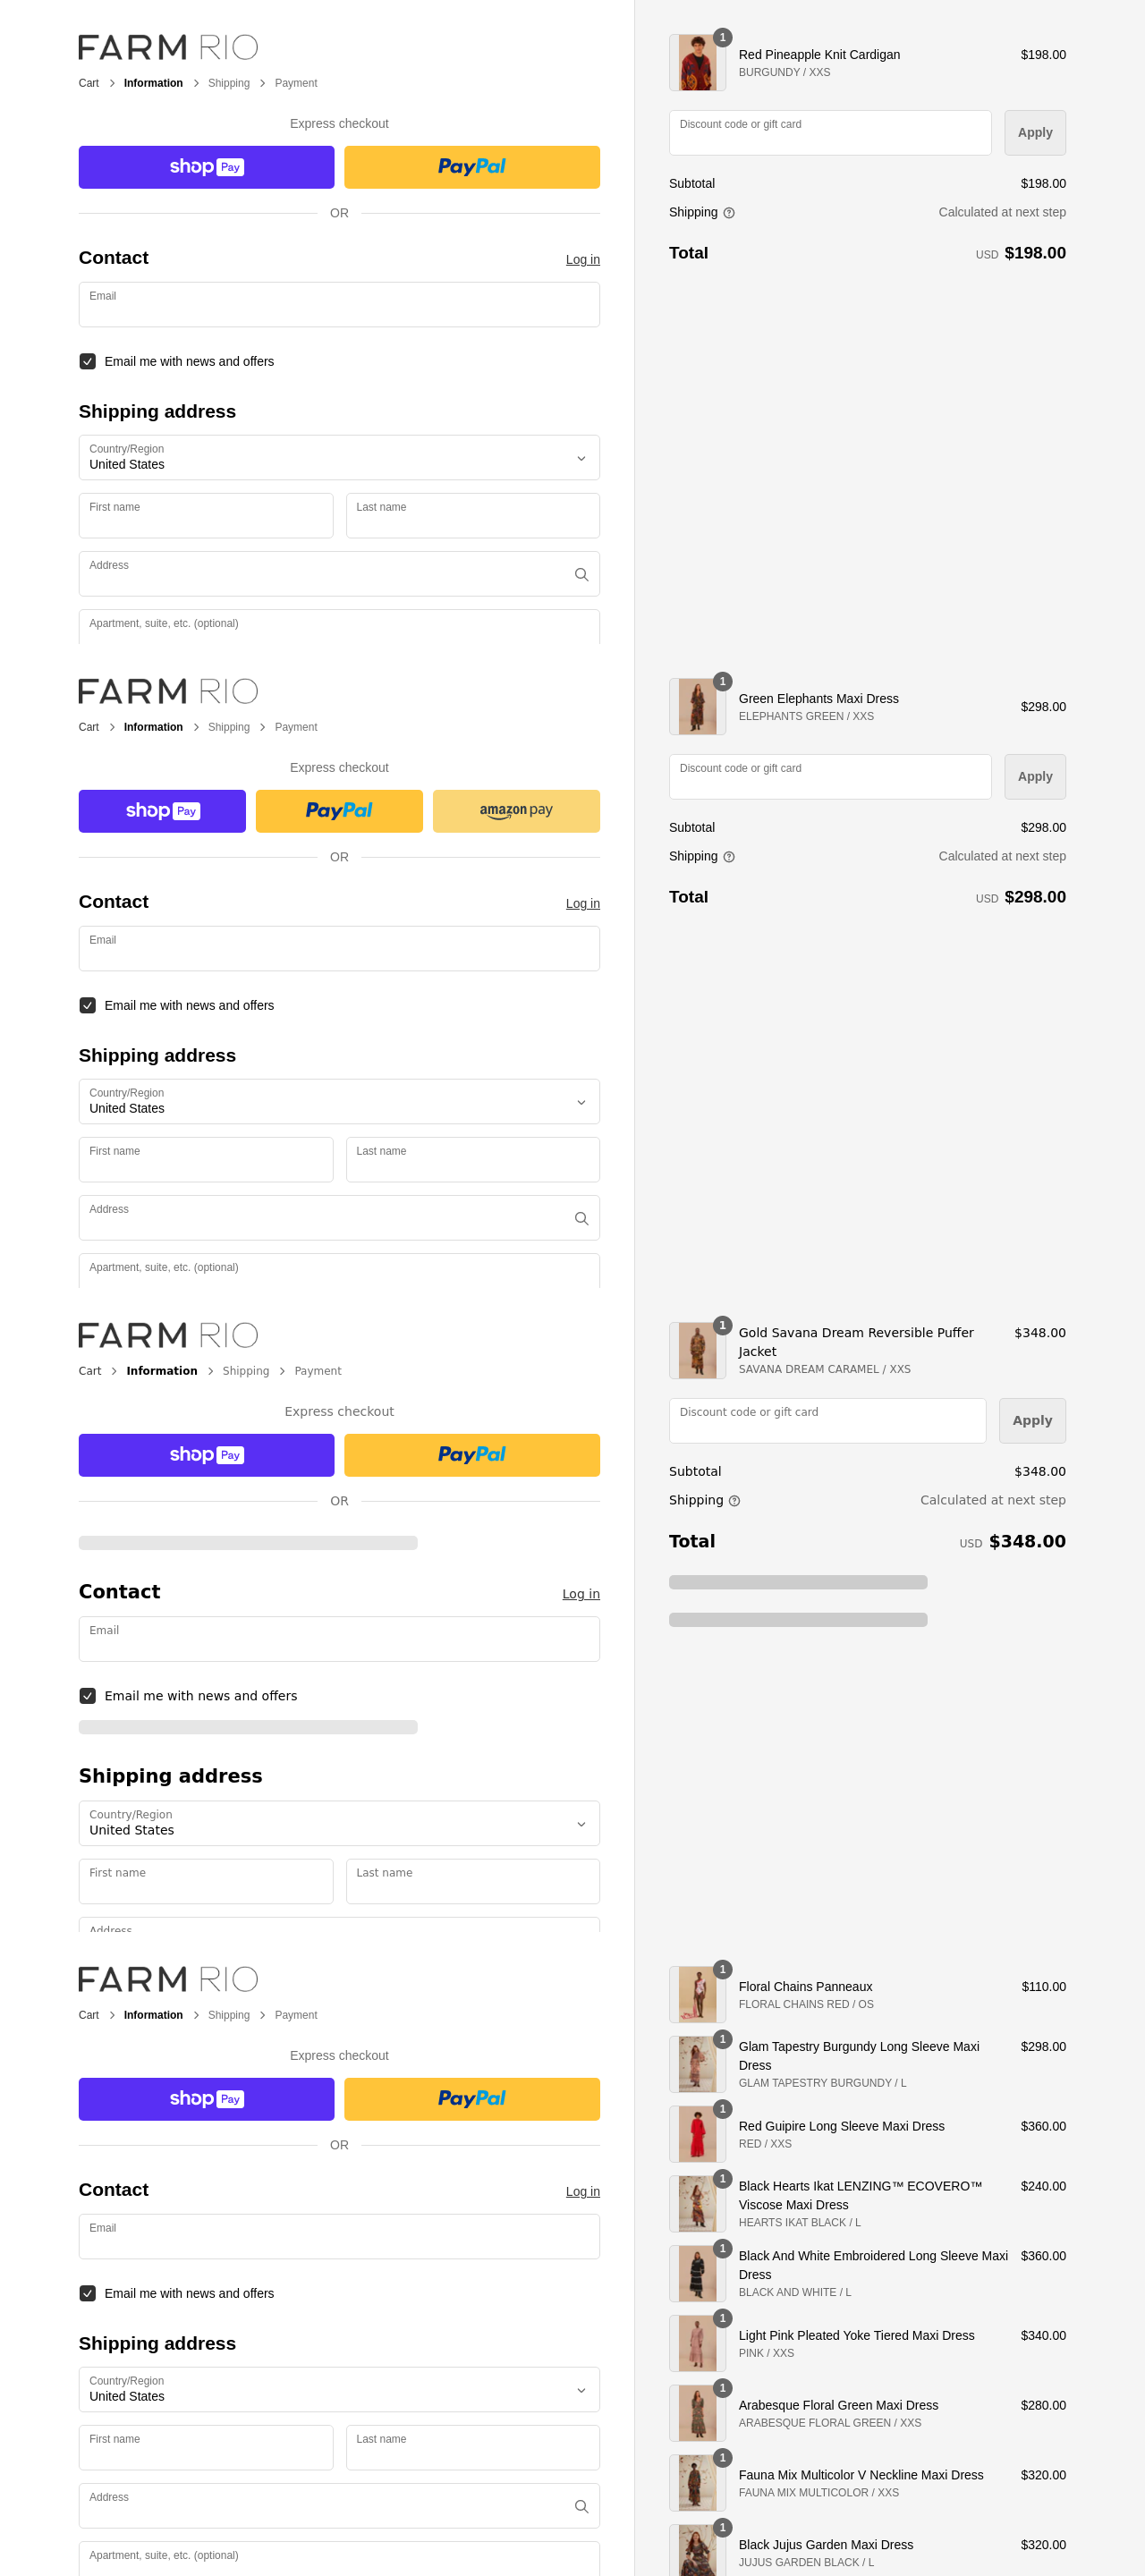 FARM RIO
Cart > Information > Shipping > Payment
Express checkout
shop Pay
PayPal
OR
Contact
Log in
Email
Email me with news and offers
Shipping address
Country/Region
United States
First name
Last name
Address
Apartment, suite, etc. (optional)
1
Red Pineapple Knit Cardigan
$198.00
BURGUNDY / XXS
Discount code or gift card
Apply
Subtotal
$198.00
Shipping
Calculated at next step
Total
USD $198.00
FARM RIO
Cart > Information > Shipping > Payment
Express checkout
shop Pay
PayPal
amazon pay
OR
Contact
Log in
Email
Email me with news and offers
Shipping address
Country/Region
United States
First name
Last name
Address
Apartment, suite, etc. (optional)
1
Green Elephants Maxi Dress
$298.00
ELEPHANTS GREEN / XXS
Discount code or gift card
Apply
Subtotal
$298.00
Shipping
Calculated at next step
Total
USD $298.00
FARM RIO
Cart > Information > Shipping > Payment
Express checkout
shop Pay
PayPal
OR
Contact
Log in
Email
Email me with news and offers
Shipping address
Country/Region
United States
First name
Last name
Address
1
Gold Savana Dream Reversible Puffer
Jacket
$348.00
SAVANA DREAM CARAMEL / XXS
Discount code or gift card
Apply
Subtotal
$348.00
Shipping
Calculated at next step
Total
USD $348.00
FARM RIO
Cart > Information > Shipping > Payment
Express checkout
shop Pay
PayPal
OR
Contact
Log in
Email
Email me with news and offers
Shipping address
Country/Region
United States
First name
Last name
Address
Apartment, suite, etc. (optional)
1
Floral Chains Panneaux
$110.00
FLORAL CHAINS RED / OS
1
Glam Tapestry Burgundy Long Sleeve Maxi
Dress
$298.00
GLAM TAPESTRY BURGUNDY / L
1
Red Guipire Long Sleeve Maxi Dress
$360.00
RED / XXS
1
Black Hearts Ikat LENZING™ ECOVERO™
Viscose Maxi Dress
$240.00
HEARTS IKAT BLACK / L
1
Black And White Embroidered Long Sleeve Maxi
Dress
$360.00
BLACK AND WHITE / L
1
Light Pink Pleated Yoke Tiered Maxi Dress
$340.00
PINK / XXS
1
Arabesque Floral Green Maxi Dress
$280.00
ARABESQUE FLORAL GREEN / XXS
1
Fauna Mix Multicolor V Neckline Maxi Dress
$320.00
FAUNA MIX MULTICOLOR / XXS
1
Black Jujus Garden Maxi Dress
$320.00
JUJUS GARDEN BLACK / L